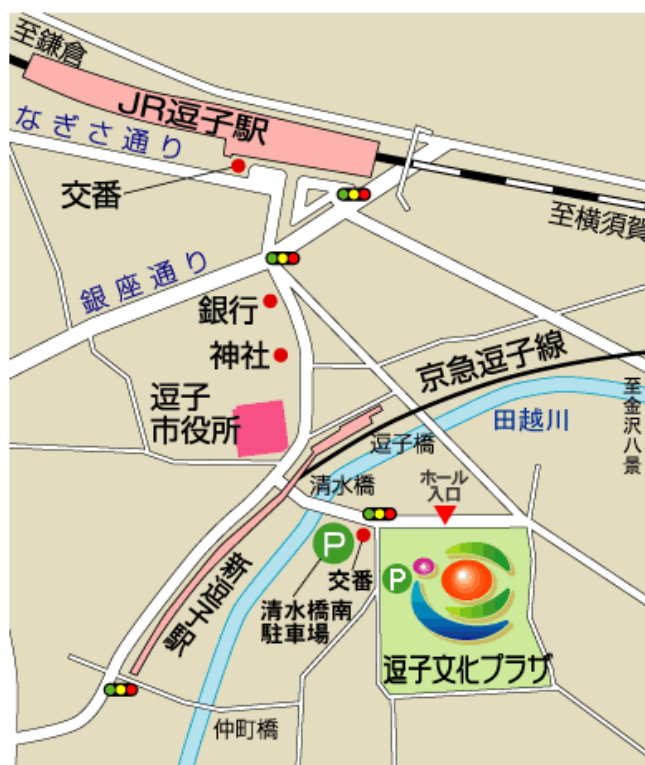 至鎌倉
JR逗子駅
なぎさ通り
交番
至横須賀
銀座通り
銀行
神社
逗子
市役所
京急逗子線
田越川
至金沢八景
逗子橋
清水橋
ホール
入口
P
交番
清水橋南
駐車場
新逗子駅
P
逗子文化プラザ
仲町橋